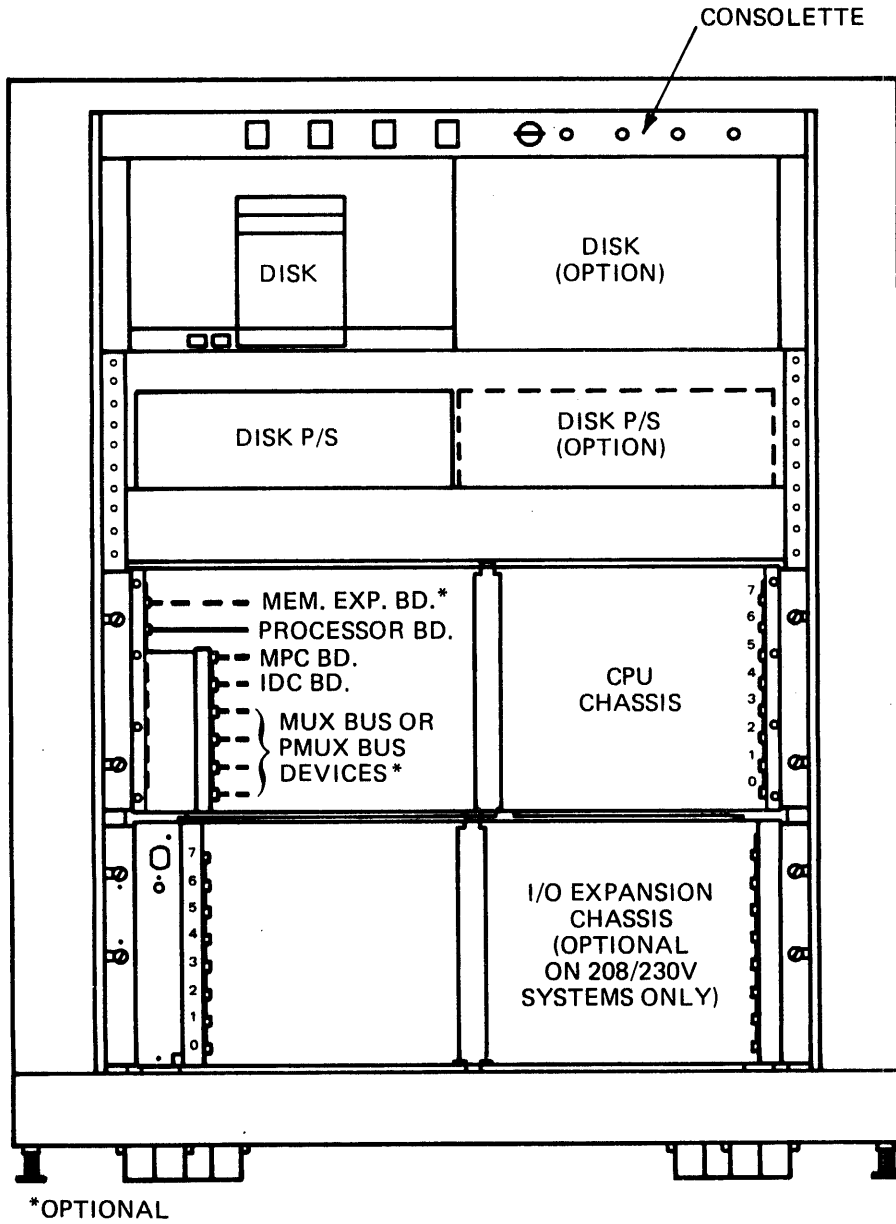 CONSOLETTE
DISK
DISK
(OPTION)
DISK P/S
DISK P/S
(OPTION)
MEM. EXP. BD.*
PROCESSOR BD.
MPC BD.
IDC BD.
MUX BUS OR
PMUX BUS
DEVICES*
CPU
CHASSIS
7
6
5
4
3
2
1
0
7
6
5
4
3
2
1
0
I/O EXPANSION
CHASSIS
(OPTIONAL
ON 208/230V
SYSTEMS ONLY)
*OPTIONAL